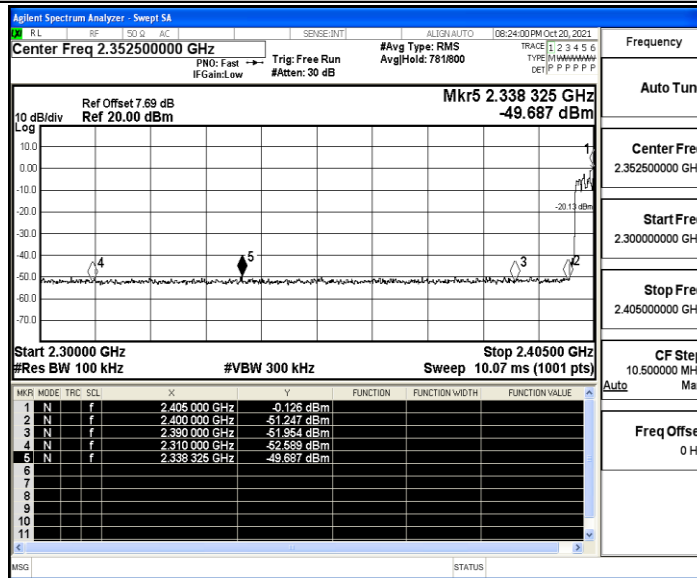 Agilent Spectrum Analyzer - Swept SA
RL RF 50 Ω AC SENSE:INT ALIGN AUTO 08:24:00 PM Oct 20, 2021
Center Freq 2.352500000 GHz
PNO: Fast
IFGain:Low
Trig: Free Run
#Atten: 30 dB
#Avg Type: RMS
Avg|Hold: 781/800
TRACE 1 2 3 4 5 6
TYPE MWWWWW
DET P P P P P P
Ref Offset 7.69 dB
10 dB/div Ref 20.00 dBm
Log
Mkr5 2.338 325 GHz
-49.687 dBm
10.0
0.00
-10.0
-20.0
-30.0
-40.0
-50.0
-60.0
-70.0
1
-20.13 dBm
4
5
3
2
Start 2.30000 GHz Stop 2.40500 GHz
#Res BW 100 kHz #VBW 300 kHz Sweep 10.07 ms (1001 pts)
MKR MODE TRC SCL X Y FUNCTION FUNCTION WIDTH FUNCTION VALUE
1 N f 2.405 000 GHz -0.126 dBm
2 N f 2.400 000 GHz -51.247 dBm
3 N f 2.390 000 GHz -51.954 dBm
4 N f 2.310 000 GHz -52.589 dBm
5 N f 2.338 325 GHz -49.687 dBm
6
7
8
9
10
11
MSG STATUS
Frequency
Auto Tun
Center Fre
2.352500000 GH
Start Fre
2.300000000 GH
Stop Fre
2.405000000 GH
CF Step
10.500000 MH
Auto Ma
Freq Offse
0 H